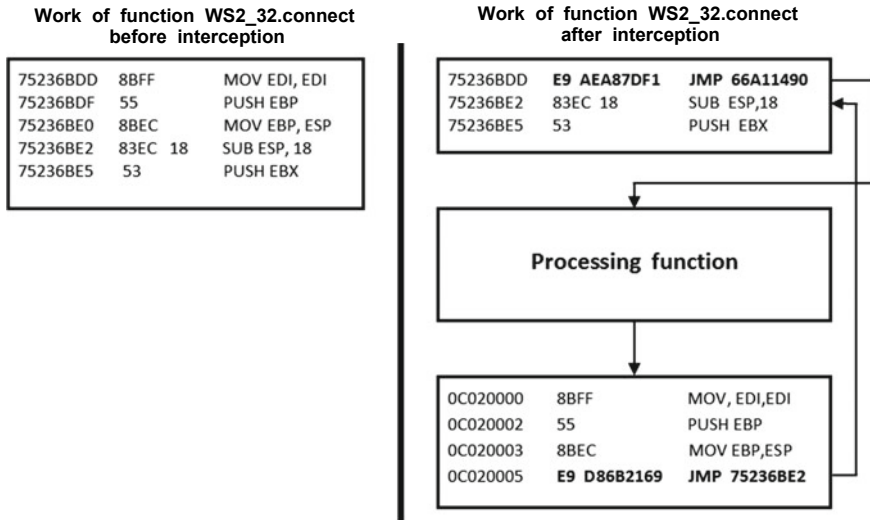 Work of function WS2_32.connect
before interception
75236BDD 8BFF MOV EDI, EDI
75236BDF 55 PUSH EBP
75236BE0 8BEC MOV EBP, ESP
75236BE2 83EC 18 SUB ESP, 18
75236BE5 53 PUSH EBX
Work of function WS2_32.connect
after interception
75236BDD E9 AEA87DF1 JMP 66A11490
75236BE2 83EC 18 SUB ESP,18
75236BE5 53 PUSH EBX
Processing function
0C020000 8BFF MOV, EDI,EDI
0C020002 55 PUSH EBP
0C020003 8BEC MOV EBP,ESP
0C020005 E9 D86B2169 JMP 75236BE2